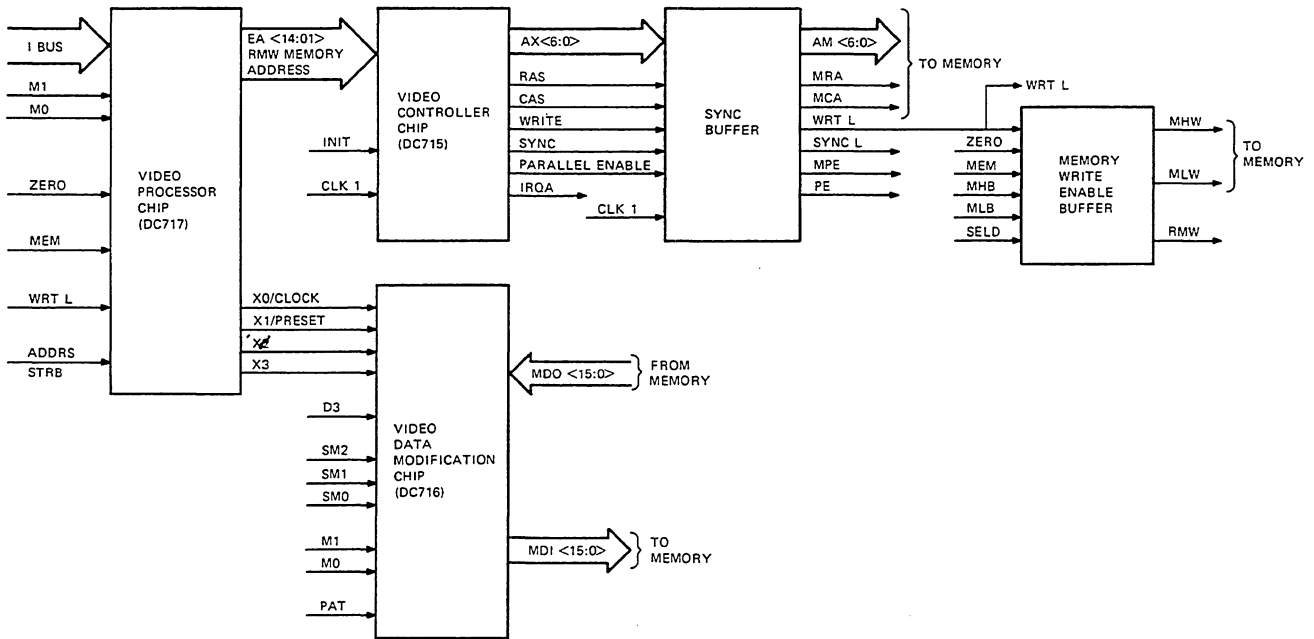 I BUS
M1
M0
ZERO
MEM
WRT L
ADDRS
STRB
VIDEO
PROCESSOR
CHIP
(DC717)
EA <14:01>
RMW MEMORY
ADDRESS
INIT
CLK 1
VIDEO
CONTROLLER
CHIP
(DC715)
AX<6:0>
RAS
CAS
WRITE
SYNC
PARALLEL ENABLE
IRQA
CLK 1
SYNC
BUFFER
AM <6:0>
MRA
MCA
TO MEMORY
WRT L
SYNC L
MPE
PE
WRT L
ZERO
MEM
MHB
MLB
SELD
MEMORY
WRITE
ENABLE
BUFFER
MHW
MLW
TO
MEMORY
RMW
X0/CLOCK
X1/PRESET
X2
X3
D3
SM2
SM1
SM0
M1
M0
PAT
VIDEO
DATA
MODIFICATION
CHIP
(DC716)
MDO <15:0>
FROM
MEMORY
MDI <15:0>
TO
MEMORY